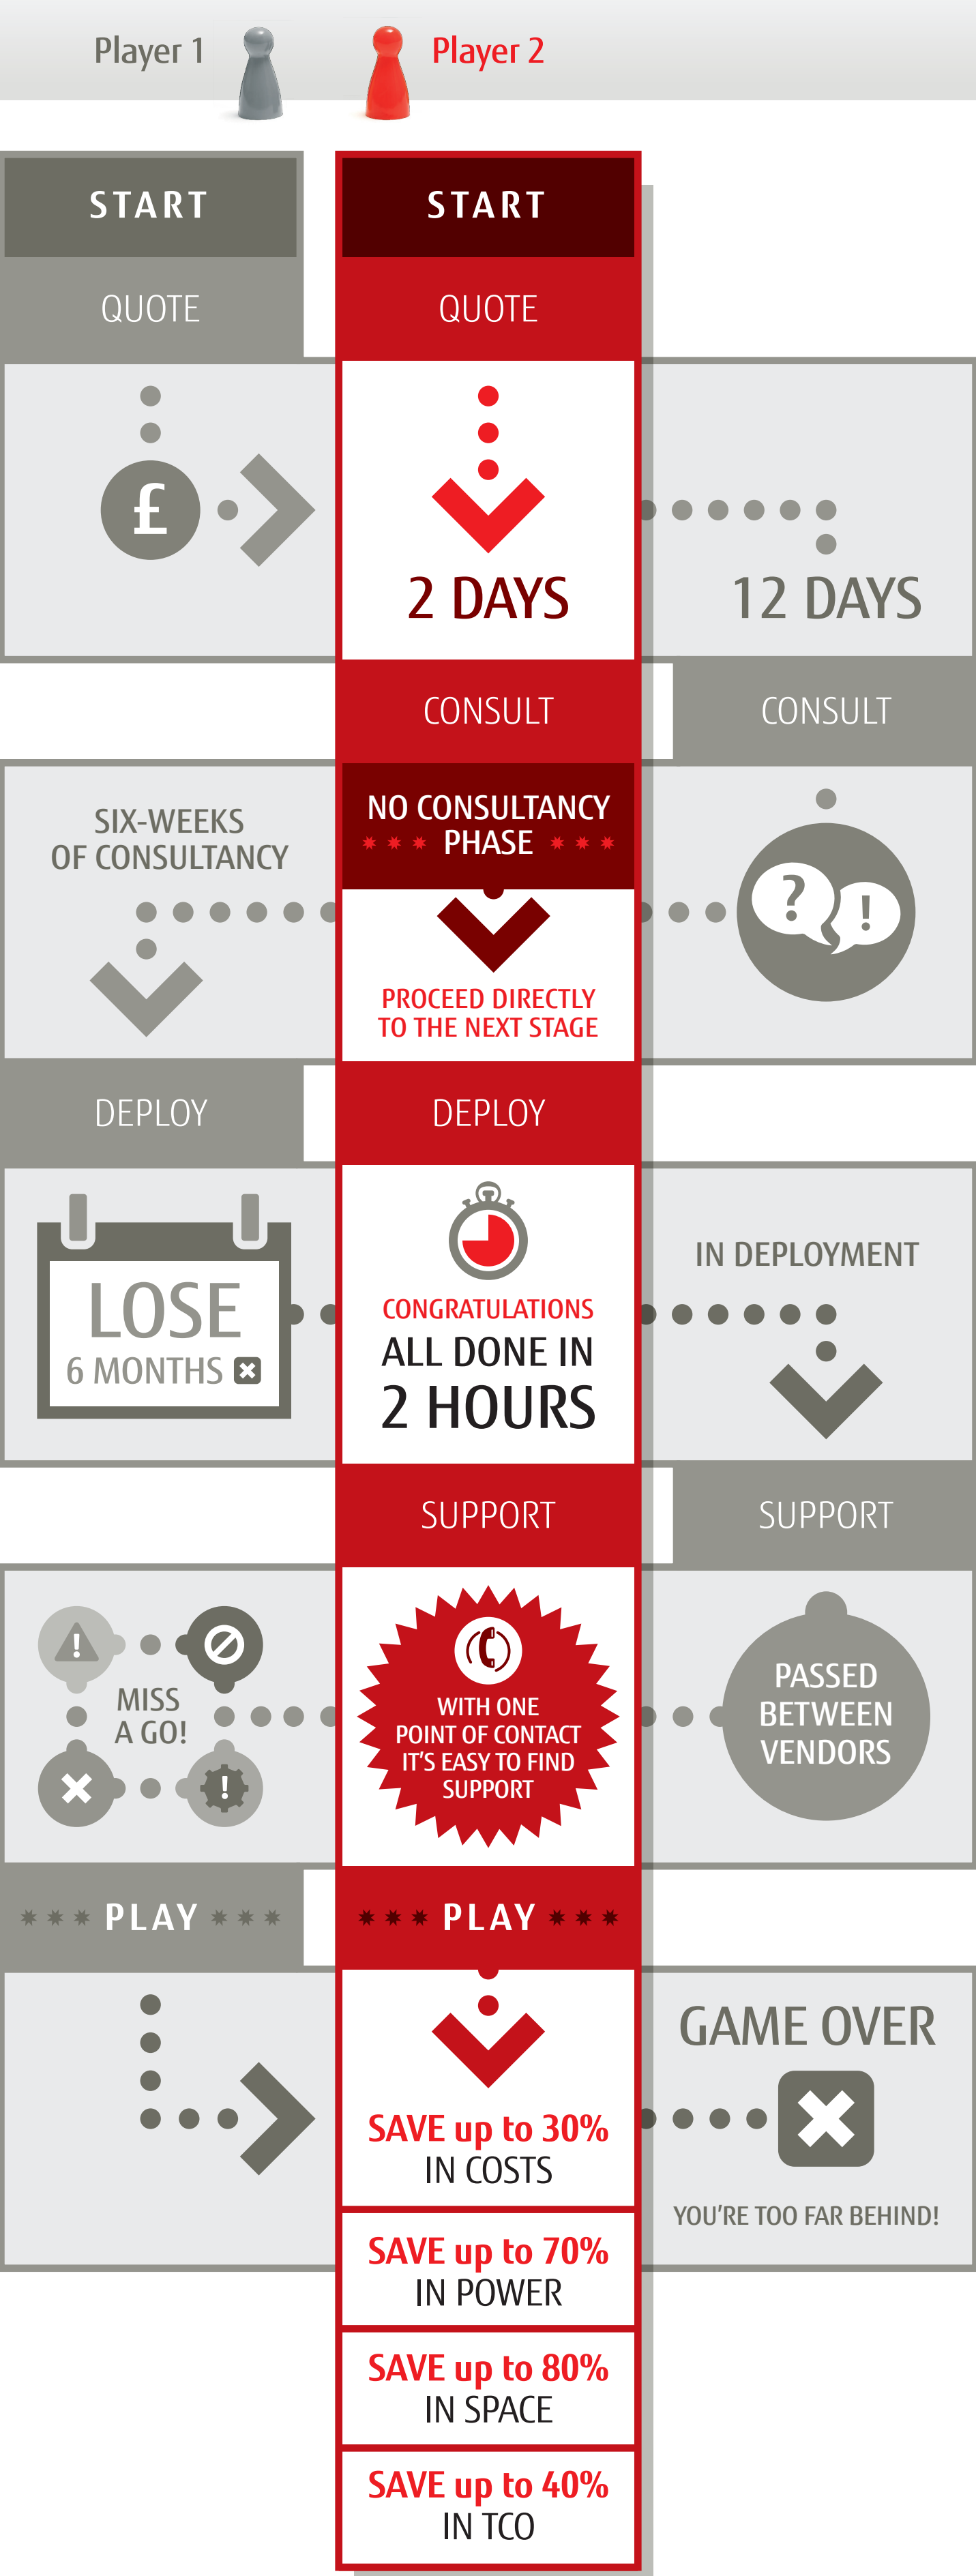 Player 1
Player 2
START
START
QUOTE
QUOTE
£
2 DAYS
12 DAYS
CONSULT
CONSULT
SIX-WEEKS
OF CONSULTANCY
NO CONSULTANCY
PHASE
? !
PROCEED DIRECTLY
TO THE NEXT STAGE
DEPLOY
DEPLOY
LOSE
6 MONTHS
CONGRATULATIONS
ALL DONE IN
2 HOURS
IN DEPLOYMENT
SUPPORT
SUPPORT
!
MISS
A GO!
!
WITH ONE
POINT OF CONTACT
IT'S EASY TO FIND
SUPPORT
PASSED
BETWEEN
VENDORS
PLAY
PLAY
SAVE up to 30%
IN COSTS
GAME OVER
YOU'RE TOO FAR BEHIND!
SAVE up to 70%
IN POWER
SAVE up to 80%
IN SPACE
SAVE up to 40%
IN TCO